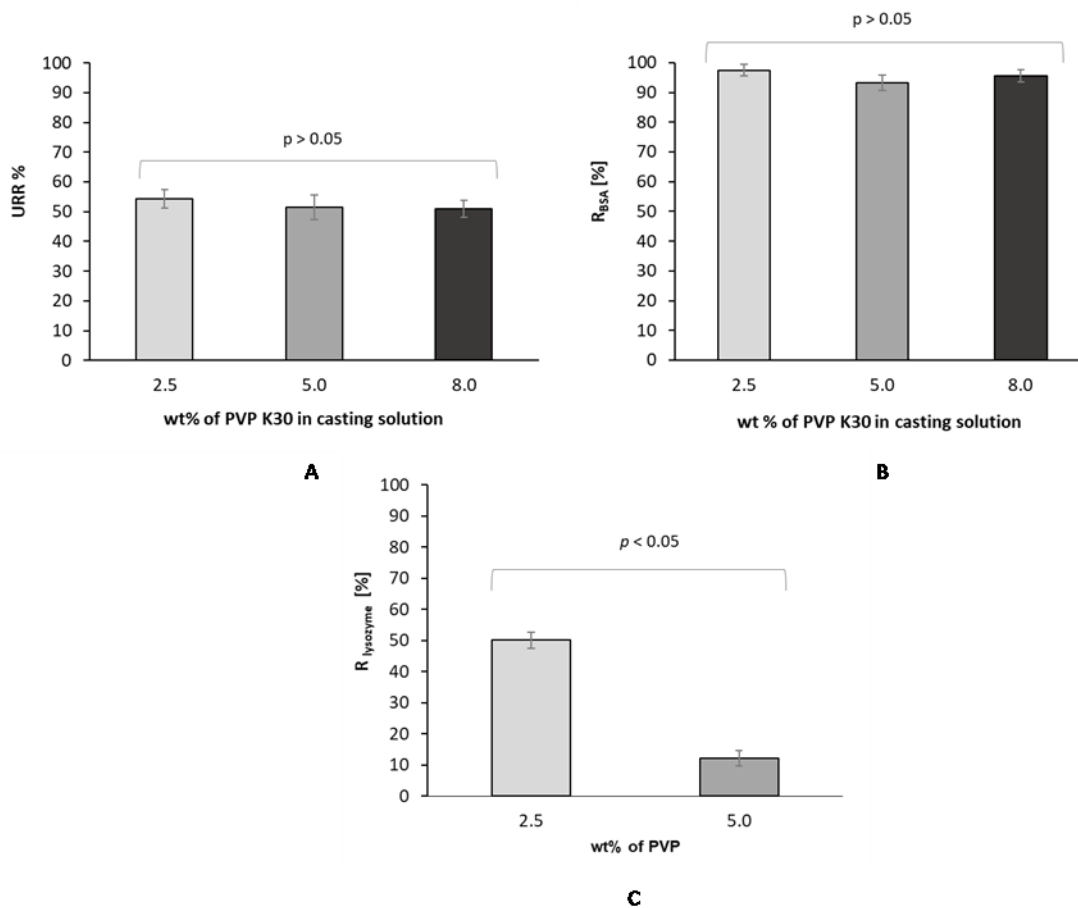 p > 0.05
100
90
80
70
60
50
40
30
20
10
0
URR %
2.5 5.0 8.0
wt% of PVP K30 in casting solution
A
p > 0.05
100
90
80
70
60
50
40
30
20
10
0
R BSA [%]
2.5 5.0 8.0
wt % of PVP K30 in casting solution
B
p < 0.05
100
90
80
70
60
50
40
30
20
10
0
R lysozyme [%]
2.5 5.0
wt% of PVP
C